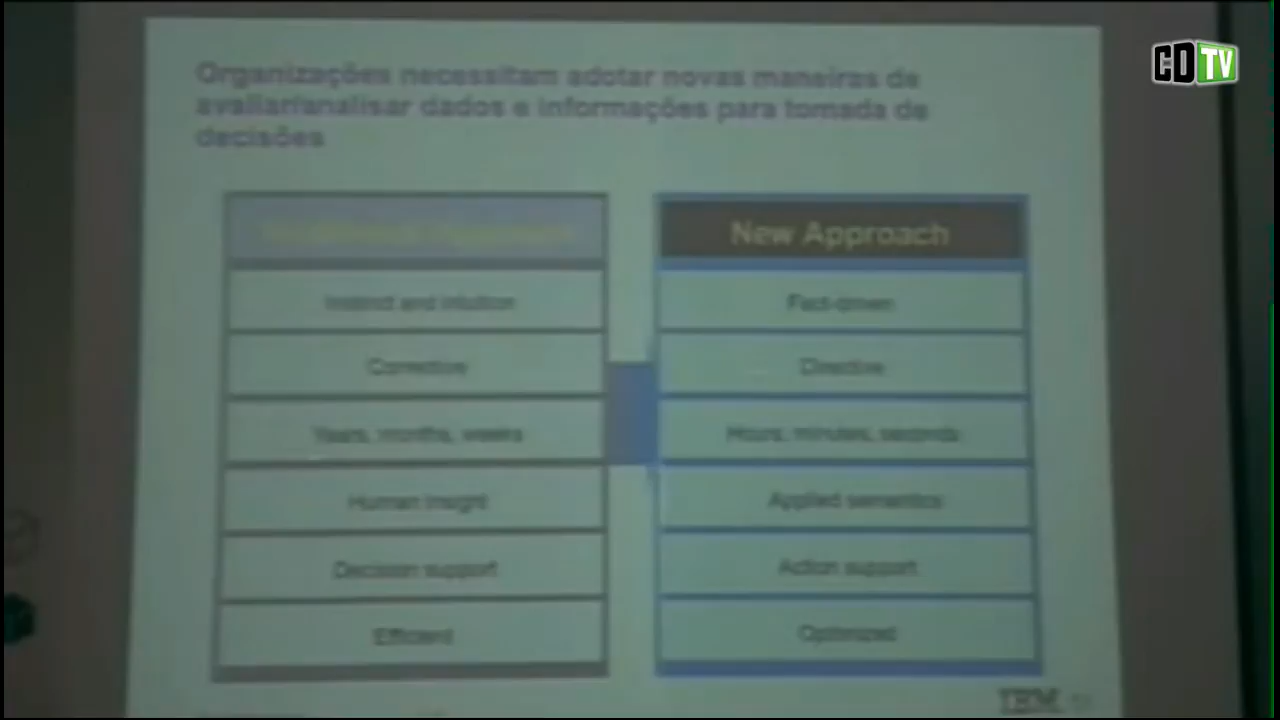 CDTV
Organizações necessitam adotar novas maneiras de
avaliar/analisar dados e informações para tomada de
decisões
New Approach
Instinct and intuition
Fact-driven
Corrective
Directive
Years, months, weeks
Hours, minutes, seconds
Human insight
Applied semantics
Decision support
Action support
Efficient
Optimized
IBM